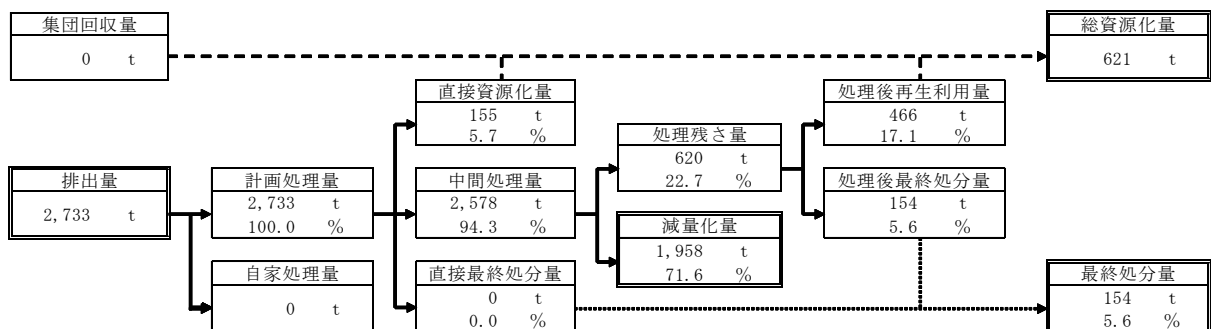 集団回収量
0 t
総資源化量
621 t
直接資源化量
155 t
5.7 %
処理後再生利用量
466 t
17.1 %
処理残さ量
620 t
22.7 %
排出量
2,733 t
計画処理量
2,733 t
100.0 %
中間処理量
2,578 t
94.3 %
処理後最終処分量
154 t
5.6 %
減量化量
1,958 t
71.6 %
自家処理量
0 t
直接最終処分量
0 t
0.0 %
最終処分量
154 t
5.6 %